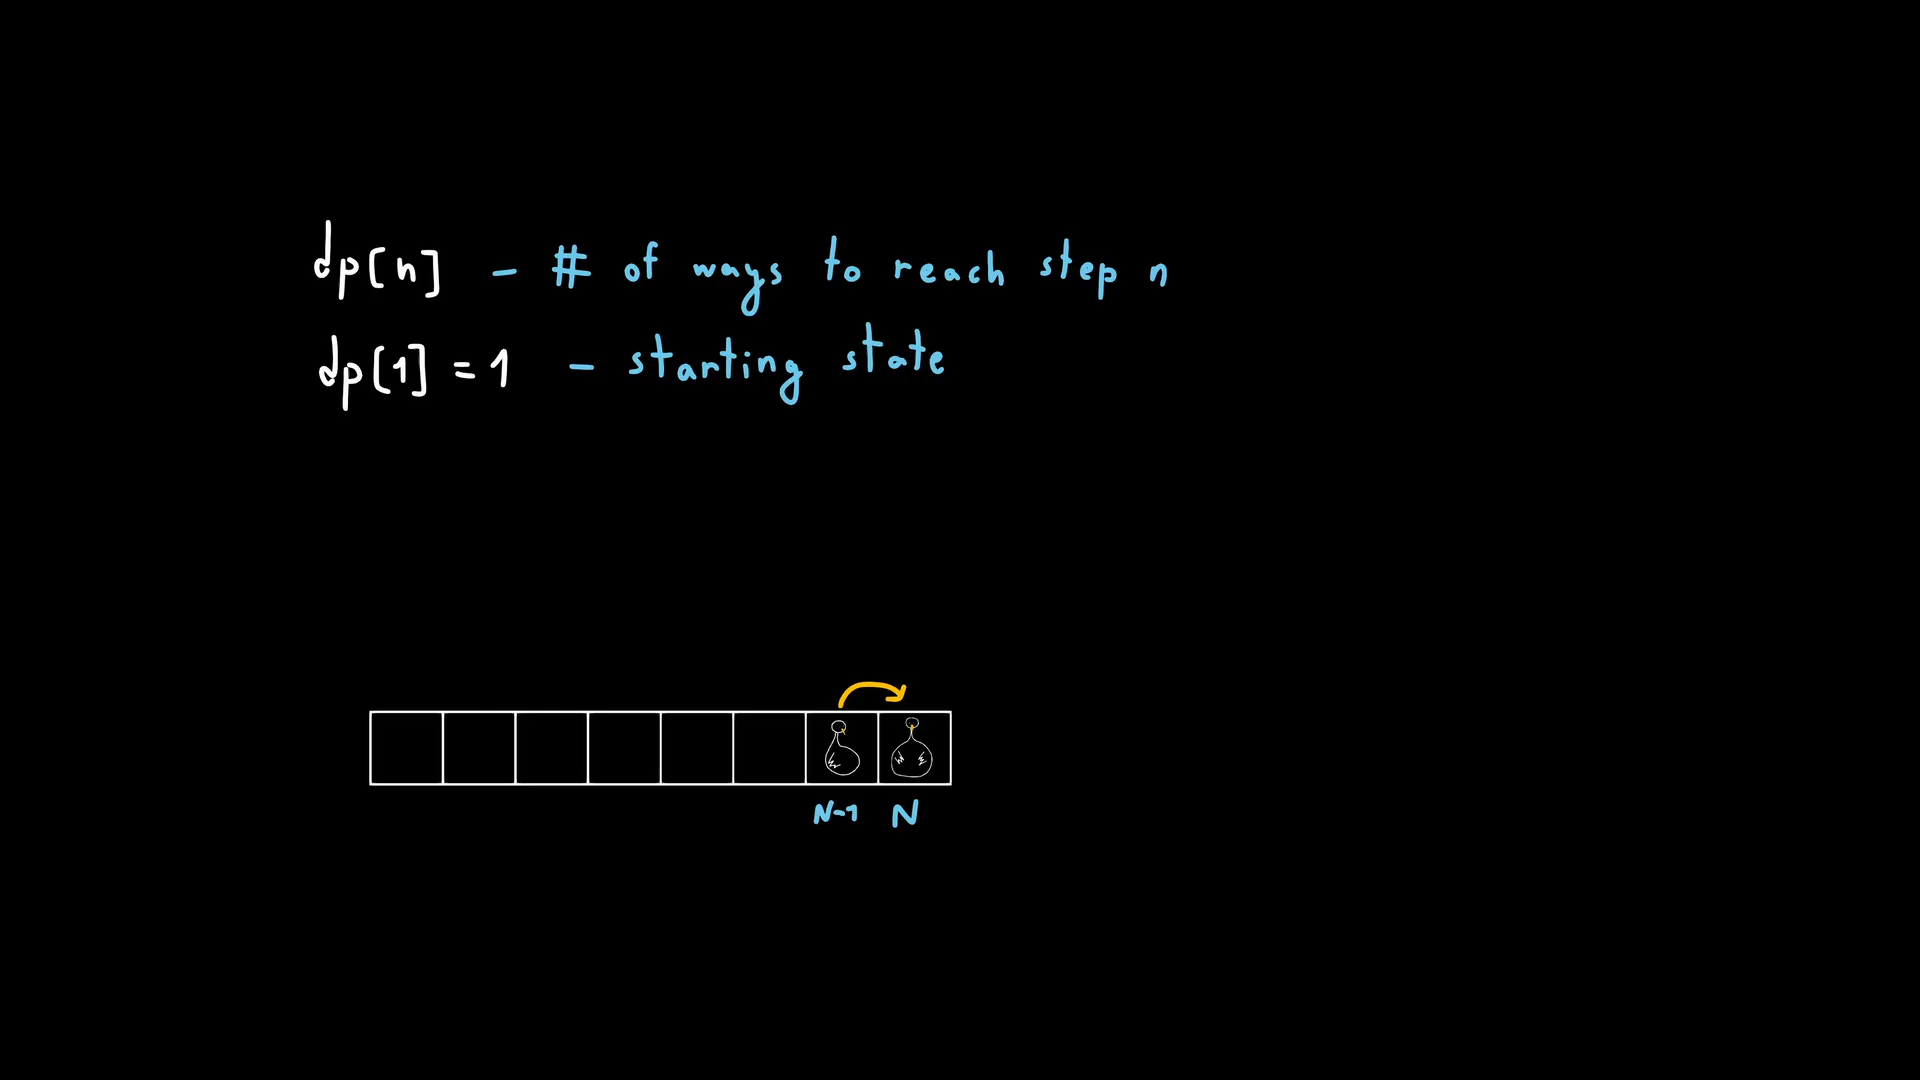 dp[n] - # of ways to reach step n
dp[1] = 1 - starting state
N-1 N